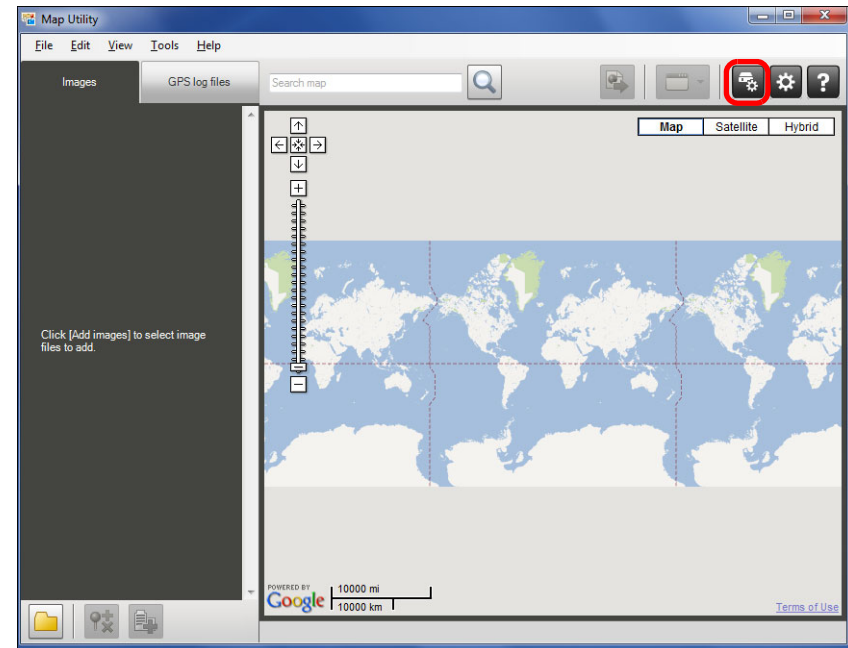 Map Utility
File Edit View Tools Help
Images GPS log files Search map ?
Map Satellite Hybrid
Click [Add images] to select image
files to add.
POWERED BY
Google
10000 mi
10000 km
Terms of Use